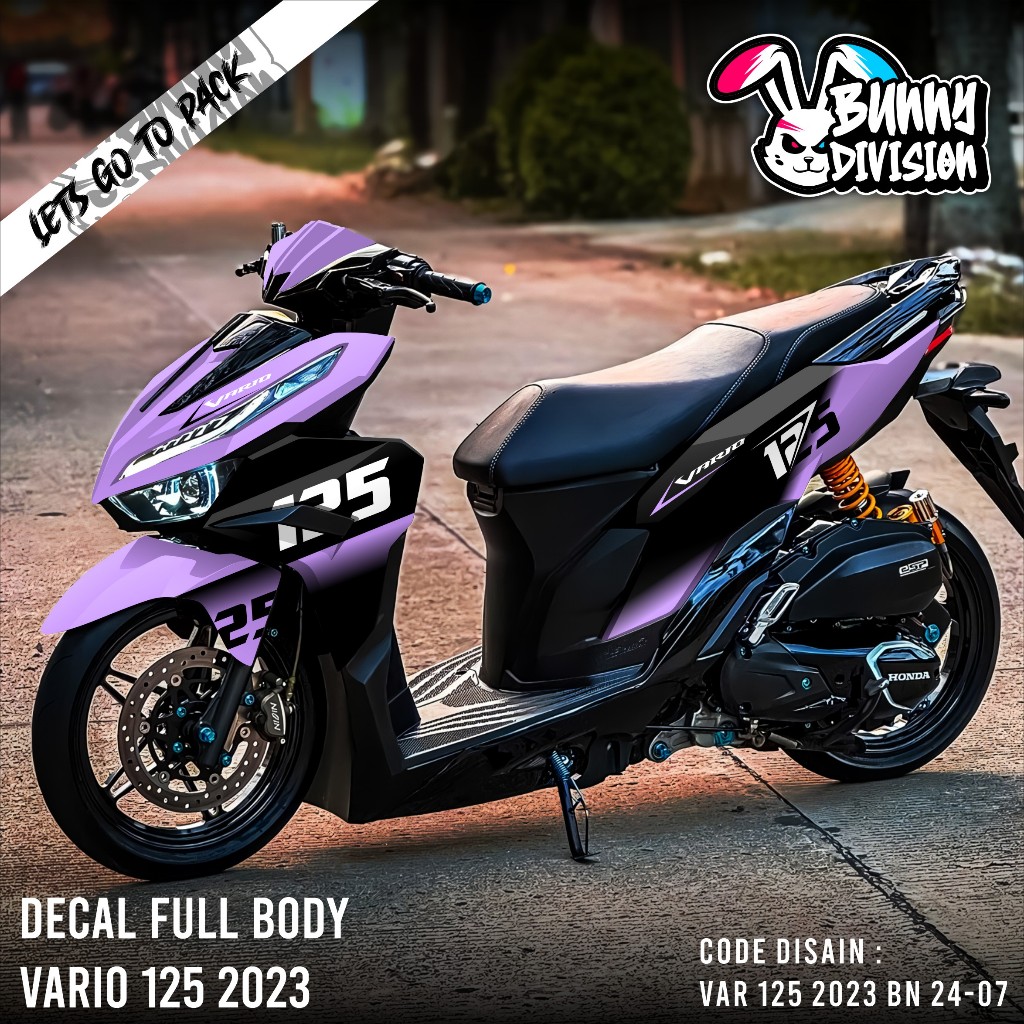 LETS GO TO PACK
Bunny
DIVISION
VARIO
125
25
VARIO
125
eSP
NISSIN
HONDA
DECAL FULL BODY
VARIO 125 2023
CODE DISAIN :
VAR 125 2023 BN 24-07